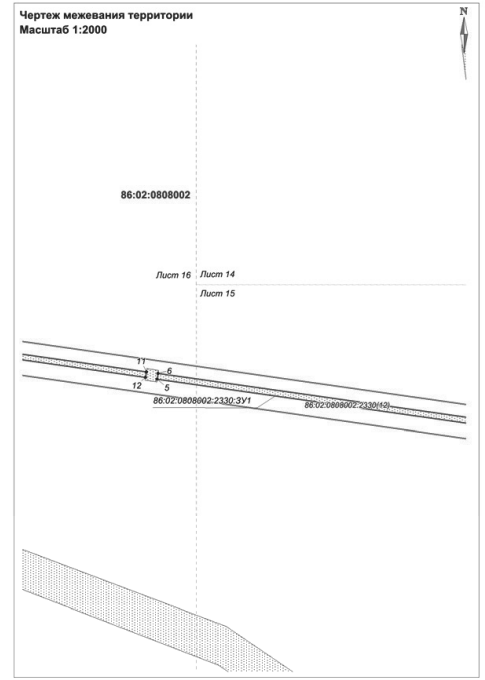 Чертеж межевания территории
Масштаб 1:2000
N
86:02:0808002
Лист 16
Лист 14
Лист 15
11
6
12
5
86:02:0808002:2330:ЗУ1
86:02:0808002:2330(12)